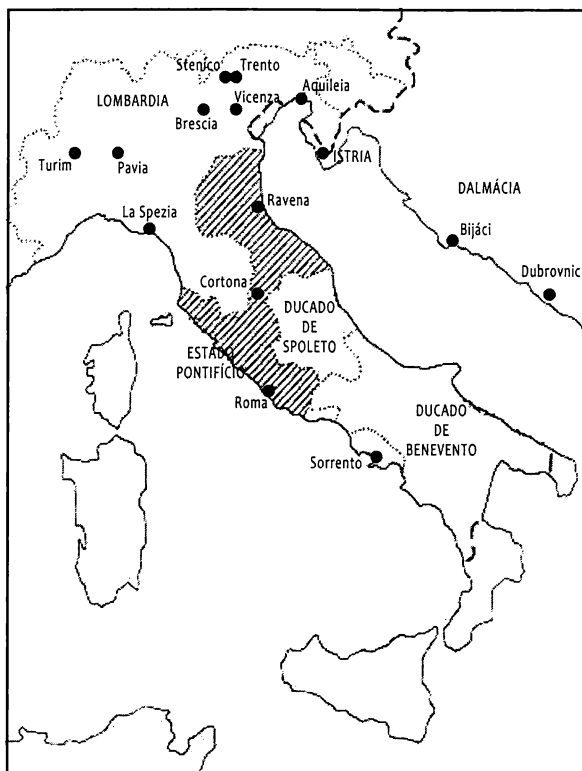 Stenico Trento
Aquileia
LOMBARDIA
Vicenza
Brescia
ISTRIA
Turim
Pavia
DALMÁCIA
Ravena
La Spezia
Bijáci
Dubrovnic
Cortona
DUCADO
DE
SPOLETO
ESTADO
PONTIFÍCIO
Roma
DUCADO
DE
BENEVENTO
Sorrento